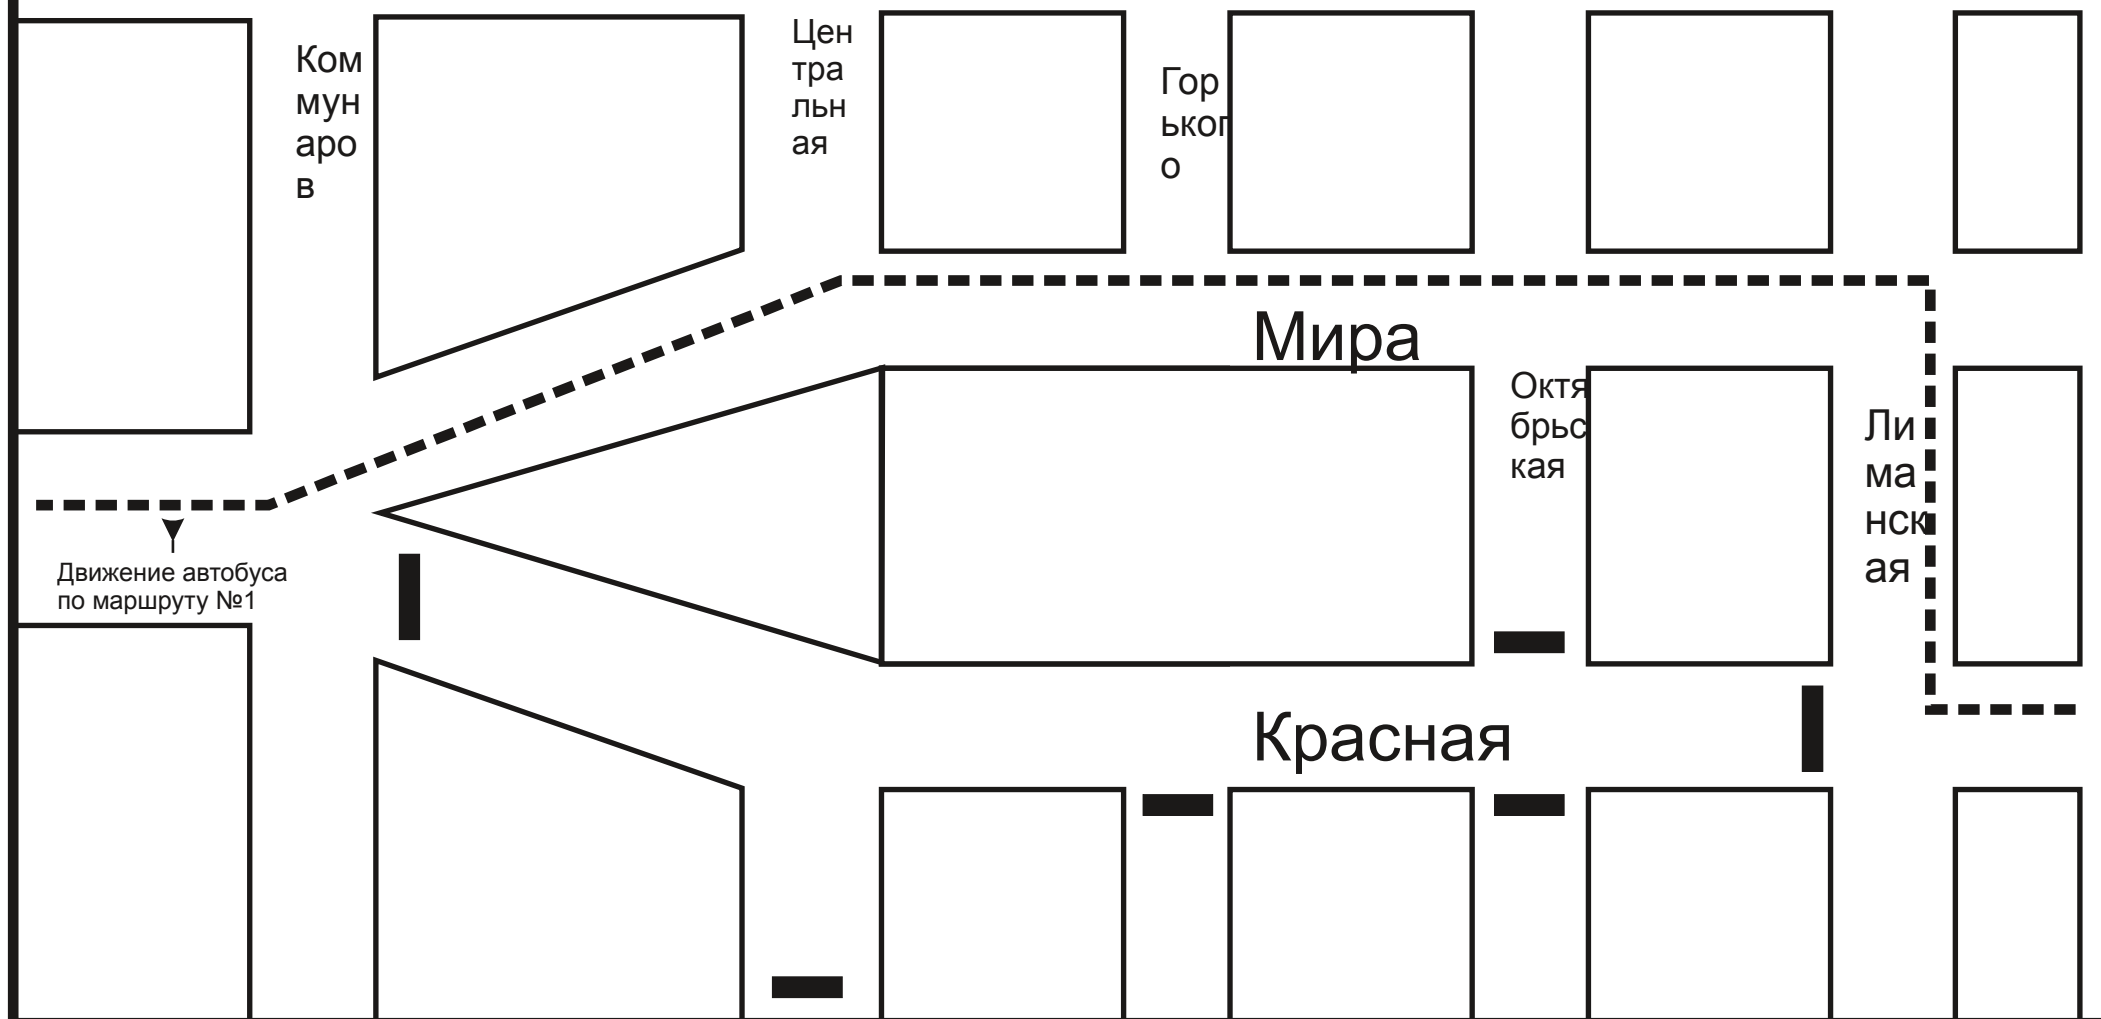 Ком
мун
аро
в
Цен
тра
льн
ая
Гор
ьког
о
Мира
Октя
брьс
кая
Ли
ма
нск
ая
Движение автобуса
по маршруту №1
Красная